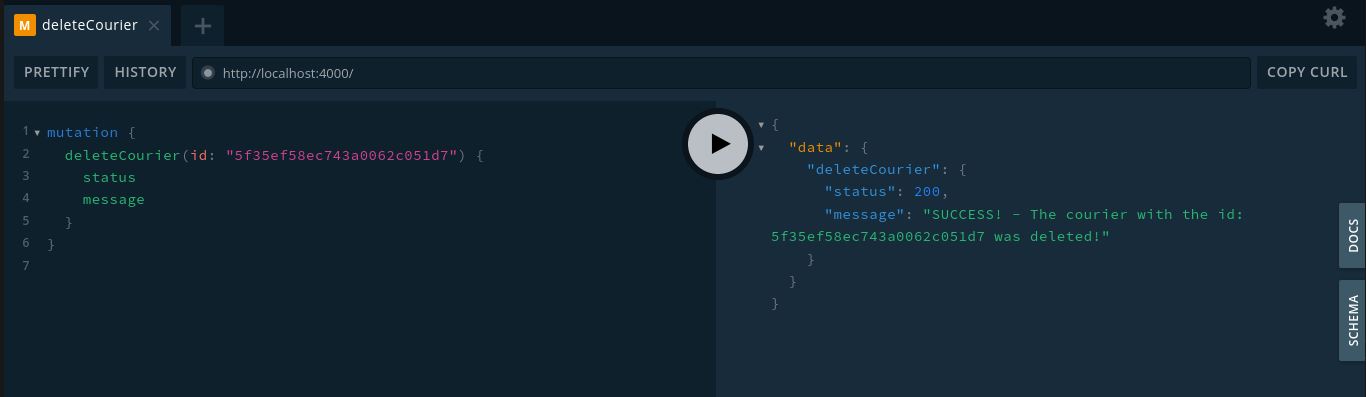 M deleteCourier × +
PRETTIFY HISTORY http://localhost:4000/ COPY CURL
1 ▾ mutation {
2 deleteCourier(id: "5f35ef58ec743a0062c051d7") {
3 status
4 message
5 }
6 }
7
▾ {
▾ "data": {
"deleteCourier": {
"status": 200,
"message": "SUCCESS! - The courier with the id:
5f35ef58ec743a0062c051d7 was deleted!"
}
}
}
DOCS
SCHEMA